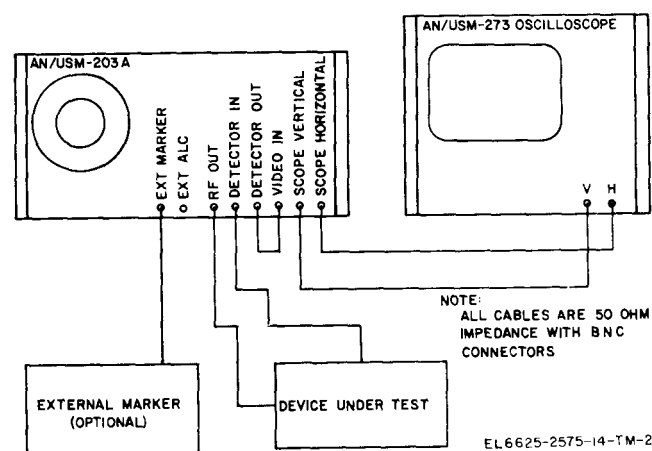 AN/USM-273 OSCILLOSCOPE
AN/USM-203A
EXT MARKER
EXT ALC
RF OUT
DETECTOR IN
DETECTOR OUT
VIDEO IN
SCOPE VERTICAL
SCOPE HORIZONTAL
V H
NOTE:
ALL CABLES ARE 50 OHM
IMPEDANCE WITH BNC
CONNECTORS
EXTERNAL MARKER
(OPTIONAL)
DEVICE UNDER TEST
EL6625-2575-14-TM-2